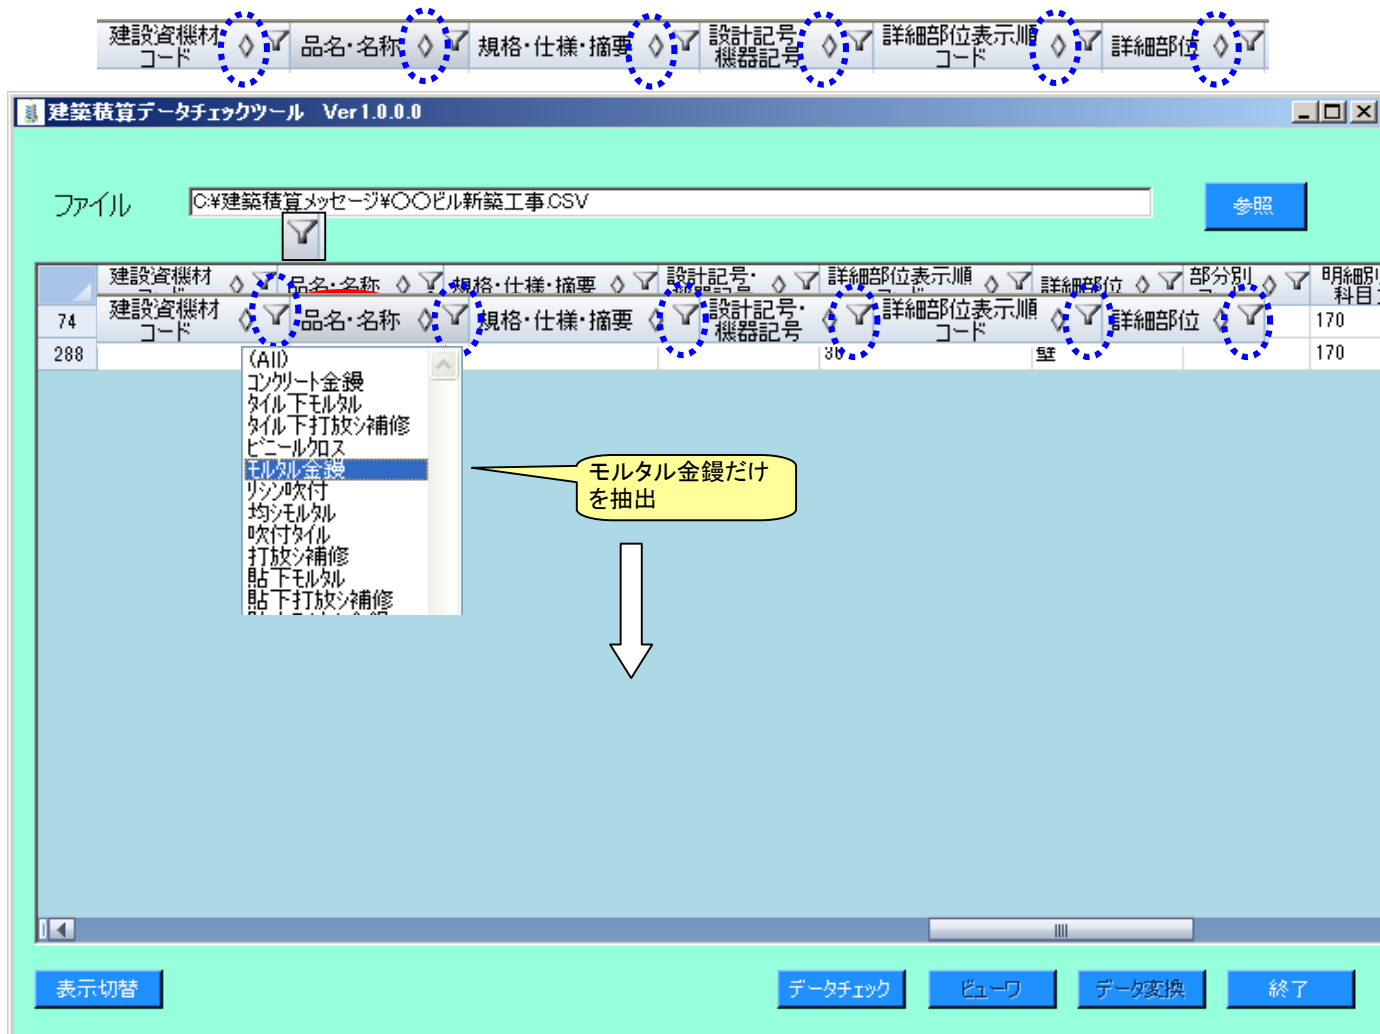 建設資機材 品名・名称 規格・仕様・摘要 設計記号・ 詳細部位表示順 詳細部位
コード 機器記号 コード
建築積算データチェックツール Ver1.0.0.0
ファイル C:¥建築積算メッセージ¥〇〇ビル新築工事.CSV 参照
建設資機材 品名・名称 規格・仕様・摘要 設計記号・ 詳細部位表示順 詳細部位 部分別 明細別
科目コ
建設資機材 品名・名称 規格・仕様・摘要 設計記号・ 詳細部位表示順 詳細部位
コード 機器記号 コード
74 170
288 壁 170
(All)
コンクリート金鏝
タイル下モルタル
タイル下打放シ補修
ビニールクロス
モルタル金鏝
リシン吹付
均シモルタル
吹付タイル
打放シ補修
貼下モルタル
貼下打放シ補修
モルタル金鏝だけ
を抽出
表示切替 データチェック ビューワ データ変換 終了